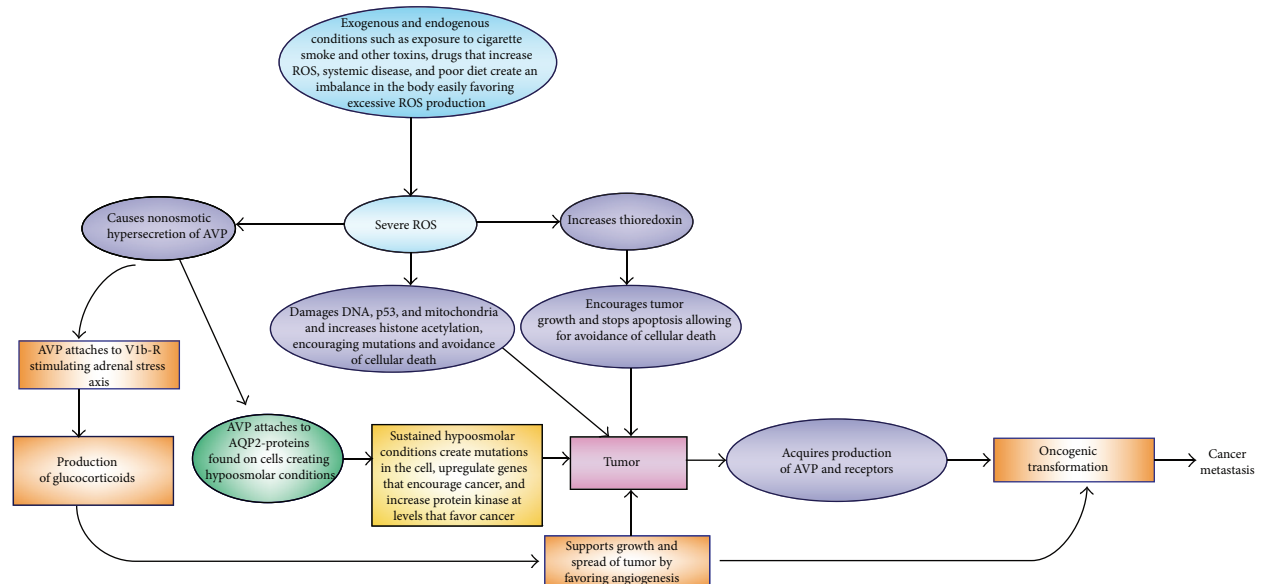 Exogenous and endogenous
conditions such as exposure to cigarette
smoke and other toxins, drugs that increase
ROS, systemic disease, and poor diet create an
imbalance in the body easily favoring
excessive ROS production
Causes nonosmotic
hypersecretion of AVP
Severe ROS
Increases thioredoxin
Damages DNA, p53, and mitochondria
and increases histone acetylation,
encouraging mutations and avoidance
of cellular death
Encourages tumor
growth and stops apoptosis allowing
for avoidance of cellular death
AVP attaches to V1b-R
stimulating adrenal stress
axis
Production
of glucocorticoids
AVP attaches to
AQP2-proteins
found on cells creating
hypoosmolar conditions
Sustained hypoosmolar
conditions create mutations
in the cell, upregulate genes
that encourage cancer, and
increase protein kinase at
levels that favor cancer
Tumor
Acquires production
of AVP and receptors
Oncogenic
transformation
Cancer
metastasis
Supports growth and
spread of tumor by
favoring angiogenesis